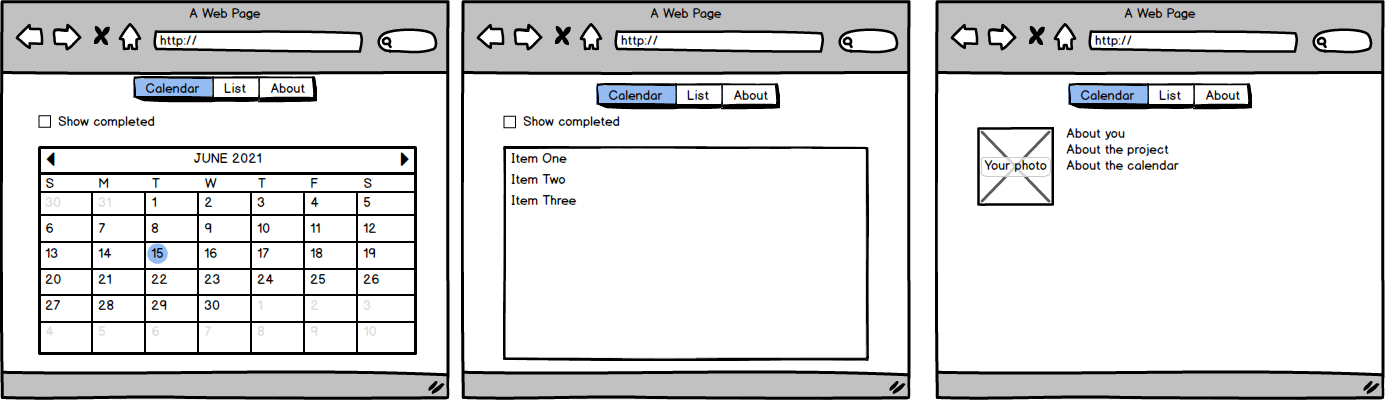 A Web Page
http://
Calendar List About
Show completed
JUNE 2021
S M T W T F S
30 31 1 2 3 4 5
6 7 8 9 10 11 12
13 14 15 16 17 18 19
20 21 22 23 24 25 26
27 28 29 30 1 2 3
4 5 6 7 8 9 10
A Web Page
http://
Calendar List About
Show completed
Item One
Item Two
Item Three
A Web Page
http://
Calendar List About
Your photo
About you
About the project
About the calendar